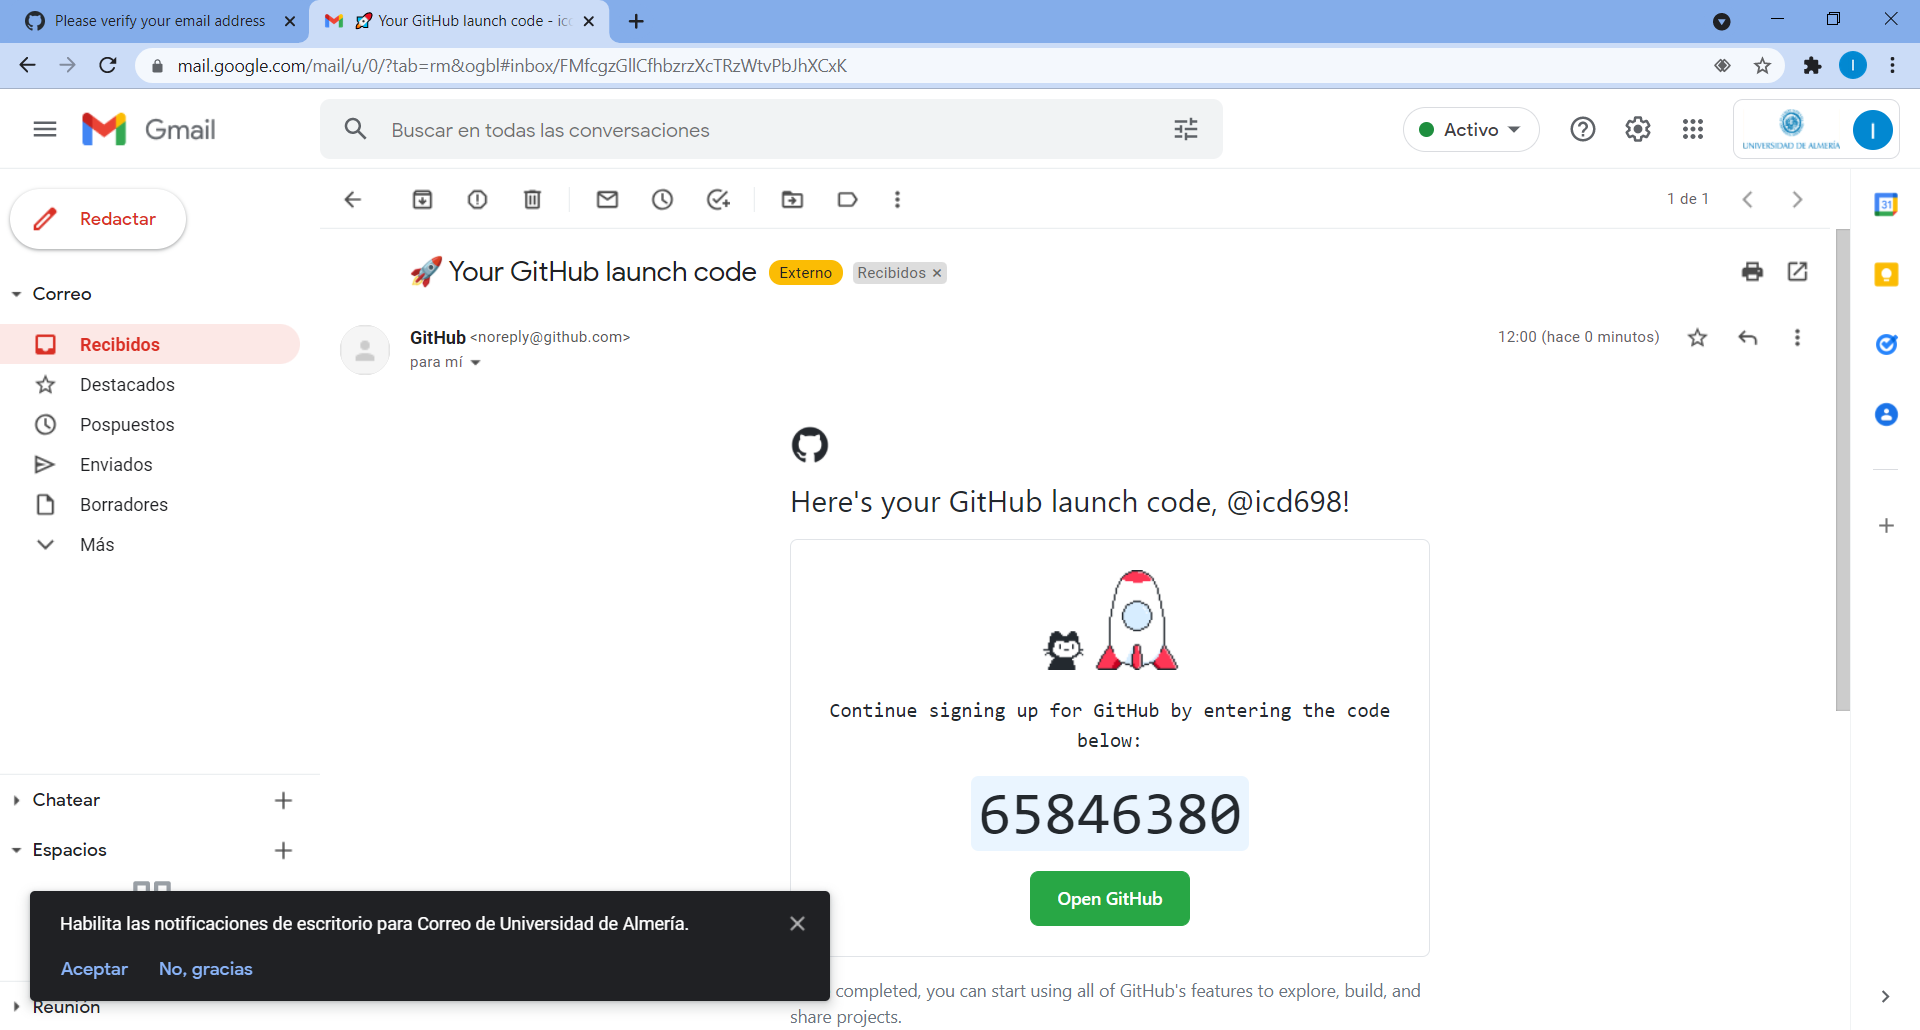 Please verify your email address
Your GitHub launch code - ic
mail.google.com/mail/u/0/?tab=rm&ogbl#inbox/FMfcgzGllCfhbzrzXcTRzWtvPbJhXCxK
I
Gmail
Buscar en todas las conversaciones
Activo
UNIVERSIDAD DE ALMERÍA
I
Redactar
1 de 1
31
🚀 Your GitHub launch code
Externo
Recibidos ×
Correo
Recibidos
Destacados
Pospuestos
Enviados
Borradores
Más
GitHub <noreply@github.com>
12:00 (hace 0 minutos)
para mí
Here's your GitHub launch code, @icd698!
Continue signing up for GitHub by entering the code
below:
65846380
Open GitHub
Chatear
Espacios
Habilita las notificaciones de escritorio para Correo de Universidad de Almería.
Aceptar No, gracias
Reunión
completed, you can start using all of GitHub's features to explore, build, and
share projects.